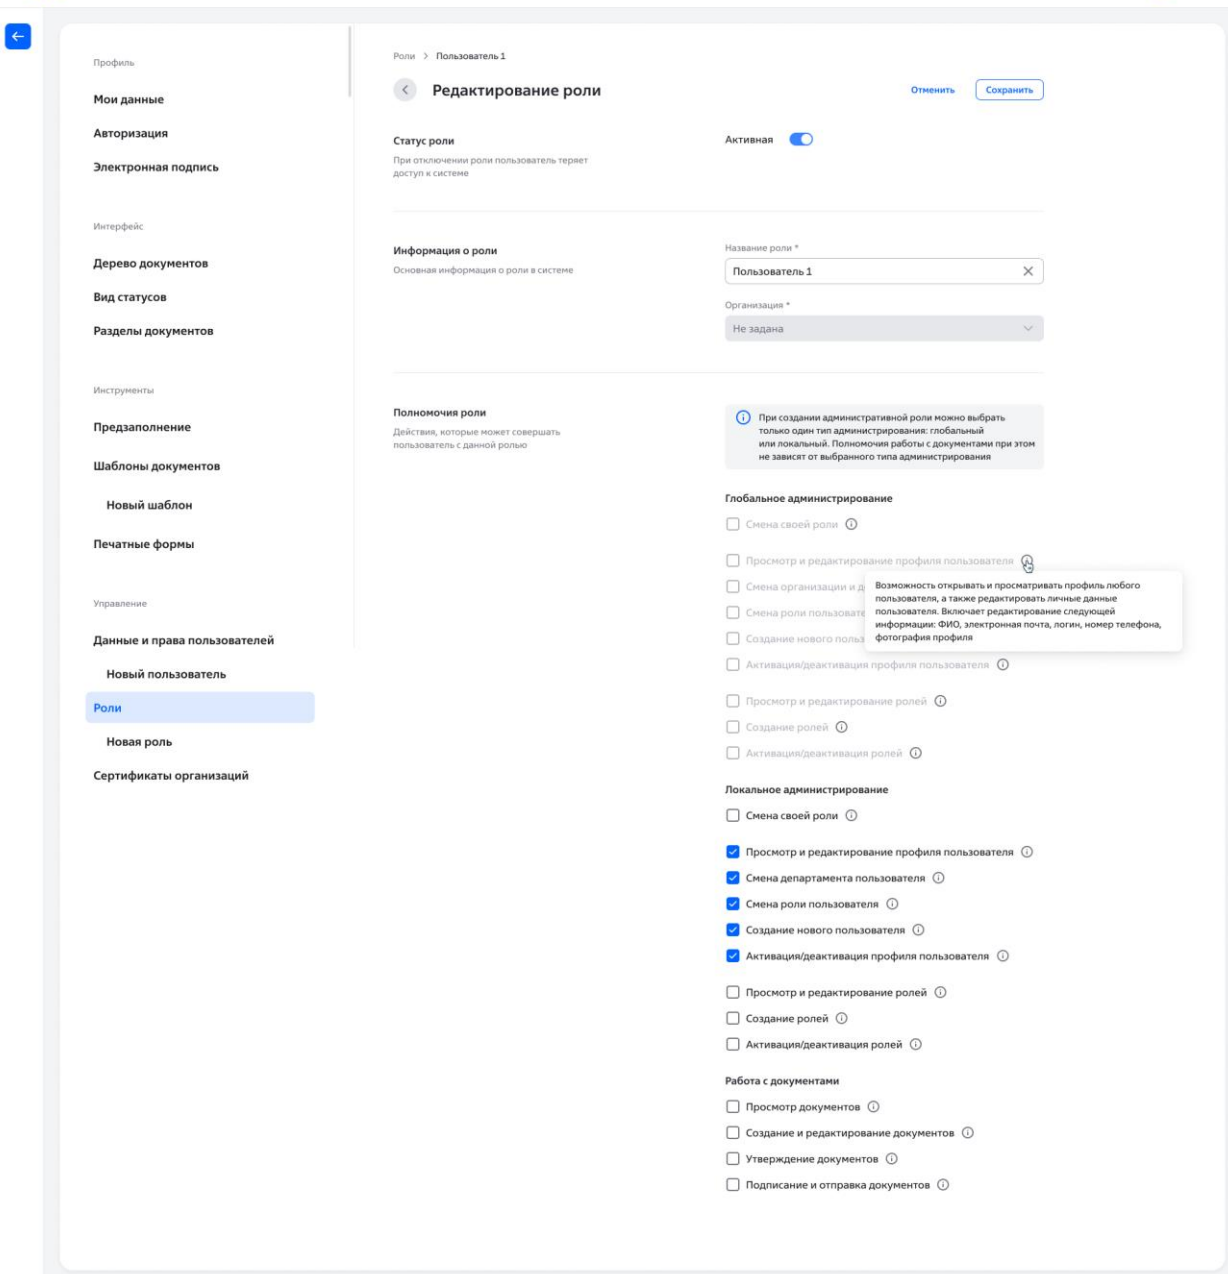 Профиль
Мои данные
Авторизация
Электронная подпись
Интерфейс
Дерево документов
Вид статусов
Разделы документов
Инструменты
Предзаполнение
Шаблоны документов
Новый шаблон
Печатные формы
Управление
Данные и права пользователей
Новый пользователь
Роли
Новая роль
Сертификаты организаций
Роли > Пользователь 1
Редактирование роли
Отменить
Сохранить
Статус роли
При отключении роли пользователь теряет
доступ к системе
Активная
Информация о роли
Основная информация о роли в системе
Название роли *
Пользователь 1
Организация *
Не задана
Полномочия роли
Действия, которые может совершать
пользователь с данной ролью
При создании административной роли можно выбрать
только один тип администрирования: глобальный
или локальный. Полномочия работы с документами при этом
не зависят от выбранного типа администрирования
Глобальное администрирование
Смена своей роли
Просмотр и редактирование профиля пользователя
Смена организации и д
Смена роли пользовате
Создание нового польз
Возможность открывать и просматривать профиль любого
пользователя, а также редактировать личные данные
пользователя. Включает редактирование следующей
информации: ФИО, электронная почта, логин, номер телефона,
фотография профиля
Активация/деактивация профиля пользователя
Просмотр и редактирование ролей
Создание ролей
Активация/деактивация ролей
Локальное администрирование
Смена своей роли
Просмотр и редактирование профиля пользователя
Смена департамента пользователя
Смена роли пользователя
Создание нового пользователя
Активация/деактивация профиля пользователя
Просмотр и редактирование ролей
Создание ролей
Активация/деактивация ролей
Работа с документами
Просмотр документов
Создание и редактирование документов
Утверждение документов
Подписание и отправка документов